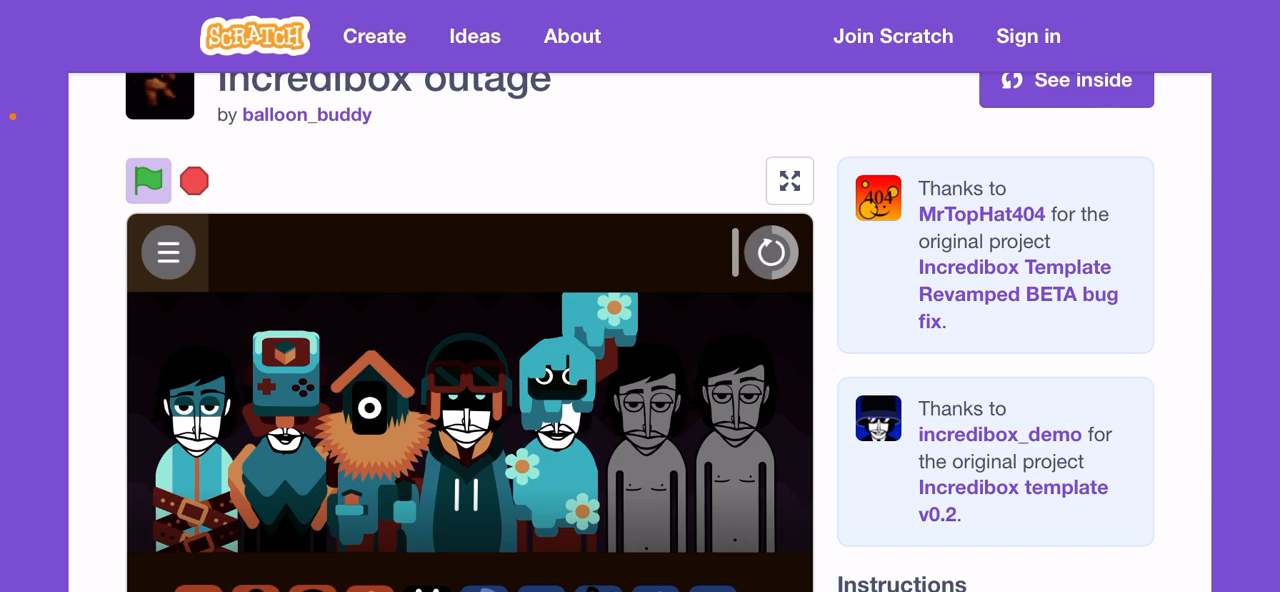 SCRATCH Create Ideas About Join Scratch Sign in
Incredibox outage
See inside
by balloon_buddy
404
Thanks to
MrTopHat404 for the
original project
Incredibox Template
Revamped BETA bug
fix.
Thanks to
incredibox_demo for
the original project
Incredibox template
v0.2.
Instructions